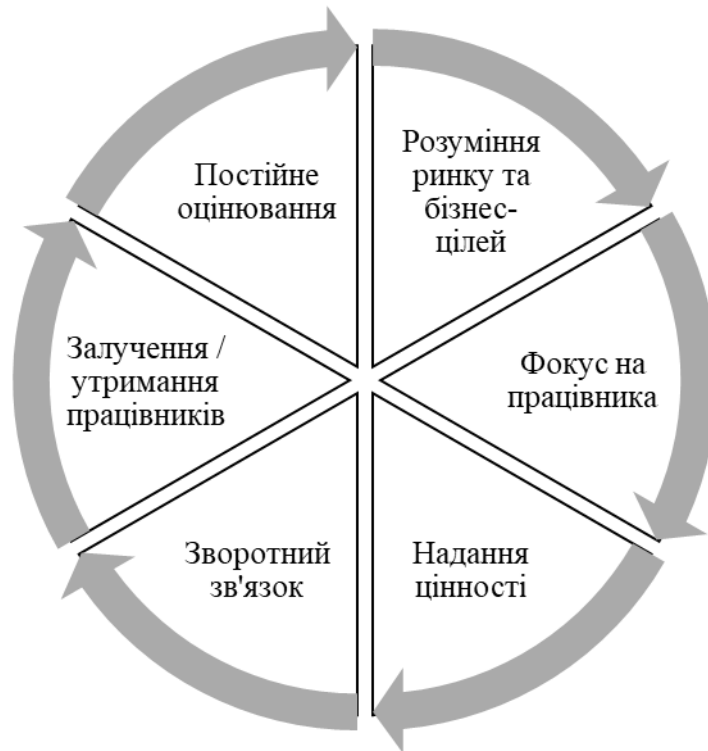 Розуміння
ринку та
бізнес-
цілей
Фокус на
працівника
Надання
цінності
Зворотний
зв'язок
Залучення /
утримання
працівників
Постійне
оцінювання